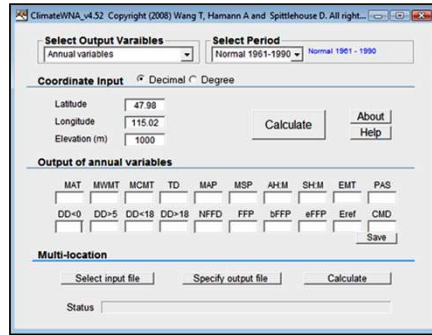 ClimateWNA_v4.52 Copyright (2008) Wang T, Hamann A and Spittlehouse D. All right...
Select Output Varaibles
Select Period
Annual variables
Normal 1961-1990
Normal 1961 - 1990
Coordinate Input Decimal Degree
Latitude 47.98
Longitude 115.02
Elevation (m) 1000
Calculate
About
Help
Output of annual variables
MAT MWMT MCMT TD MAP MSP AH:M SH:M EMT PAS
DD<0 DD>5 DD<18 DD>18 NFFD FFP bFFP eFFP Eref CMD
Save
Multi-location
Select input file Specify output file Calculate
Status